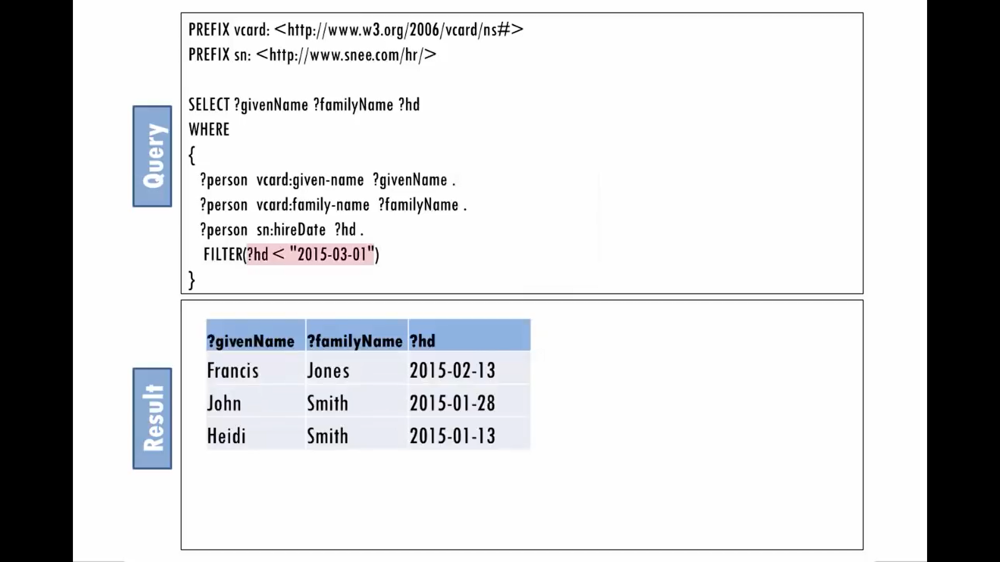 PREFIX vcard: <http://www.w3.org/2006/vcard/ns#>
PREFIX sn: <http://www.snee.com/hr/>
SELECT ?givenName ?familyName ?hd
WHERE
{
?person vcard:given-name ?givenName .
?person vcard:family-name ?familyName .
?person sn:hireDate ?hd .
FILTER(?hd < "2015-03-01")
}
Query
?givenName ?familyName ?hd
Francis Jones 2015-02-13
John Smith 2015-01-28
Heidi Smith 2015-01-13
Result